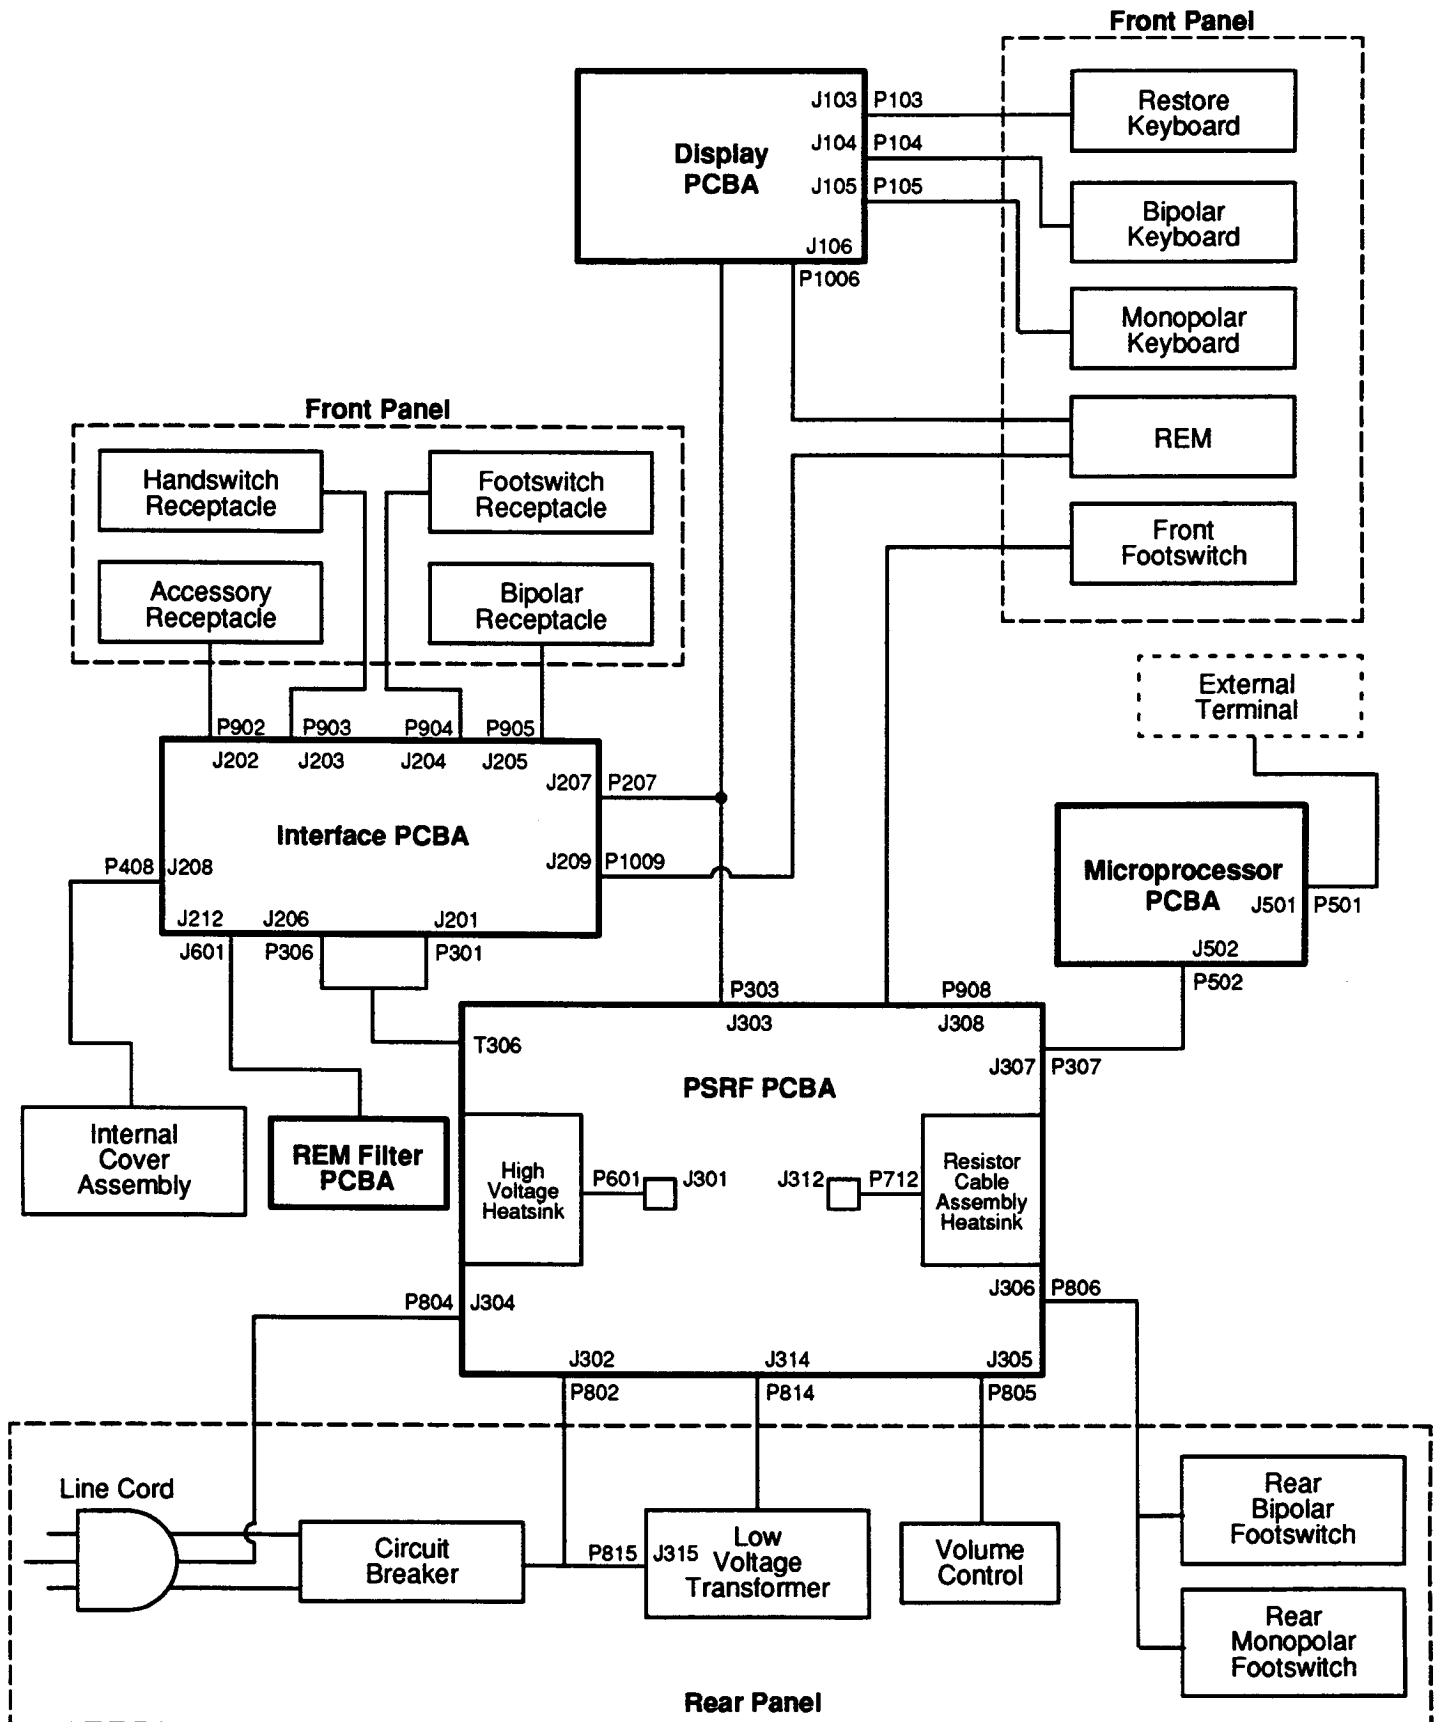 Front Panel
J103 P103
Restore
Keyboard
J104 P104
Display
PCBA
J105 P105
Bipolar
Keyboard
J106
P1006
Monopolar
Keyboard
REM
Front
Footswitch
Front Panel
Handswitch
Receptacle
Footswitch
Receptacle
Accessory
Receptacle
Bipolar
Receptacle
External
Terminal
P902 P903 P904 P905
J202 J203 J204 J205
J207 P207
Interface PCBA
J209 P1009
P408 J208
J212 J206 J201
J601 P306 P301
Microprocessor
PCBA
J501 P501
J502
P502
P303 P908
J303 J308
T306
J307 P307
PSRF PCBA
Internal
Cover
Assembly
REM Filter
PCBA
High
Voltage
Heatsink
P601 J301
J312 P712
Resistor
Cable
Assembly
Heatsink
P804 J304
J306 P806
J302 J314 J305
P802 P814 P805
Line Cord
Circuit
Breaker
P815 J315
Low
Voltage
Transformer
Volume
Control
Rear
Bipolar
Footswitch
Rear
Monopolar
Footswitch
Rear Panel